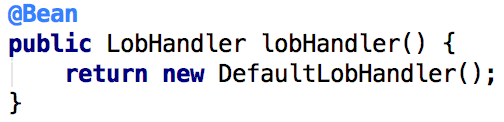 @Bean
public LobHandler lobHandler() {
    return new DefaultLobHandler();
}